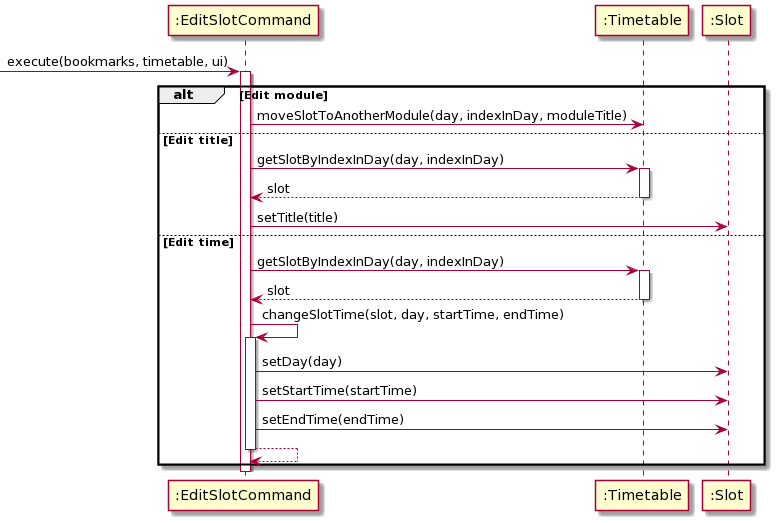 :EditSlotCommand
:Timetable
:Slot
execute(bookmarks, timetable, ui)
alt
[Edit module]
moveSlotToAnotherModule(day, indexInDay, moduleTitle)
[Edit title]
getSlotByIndexInDay(day, indexInDay)
slot
setTitle(title)
[Edit time]
getSlotByIndexInDay(day, indexInDay)
slot
changeSlotTime(slot, day, startTime, endTime)
setDay(day)
setStartTime(startTime)
setEndTime(endTime)
:EditSlotCommand
:Timetable
:Slot